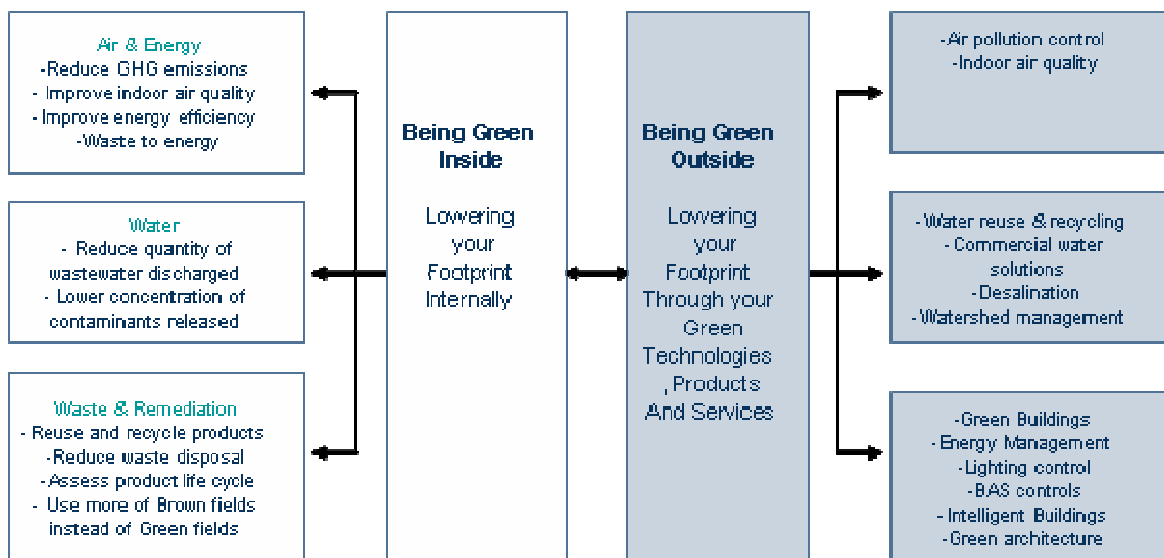 Air & Energy
-Reduce GHG emissions
- Improve indoor air quality
- Improve energy efficiency
-Waste to energy
Water
- Reduce quantity of
wastewater discharged
- Lower concentration of
contaminants released
Waste & Remediation
- Reuse and recycle products
-Reduce waste disposal
-Assess product life cycle
- Use more of Brown fields
instead of Green fields
Being Green
Inside
Lowering
your
Footprint
Internally
Being Green
Outside
Lowering
your
Footprint
Through your
Green
Technologies
,Products
And Services
-Air pollution control
-Indoor air quality
-Water reuse & recycling
-Commercial water
solutions
-Desalination
-Watershed management
-Green Buildings
-Energy Management
-Lighting control
-BAS controls
-Intelligent Buildings
-Green architecture